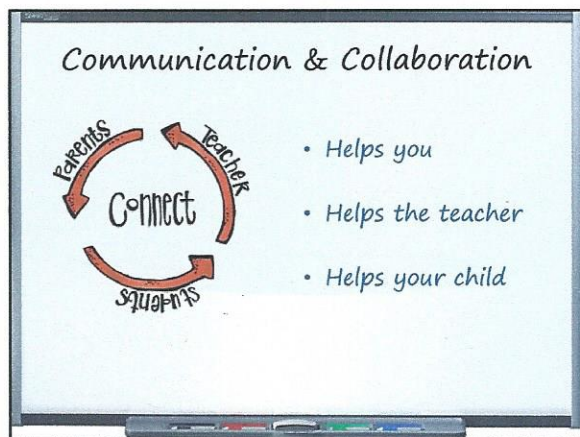 Communication & Collaboration
Parents
Teacher
Connect
Students
• Helps you
• Helps the teacher
• Helps your child